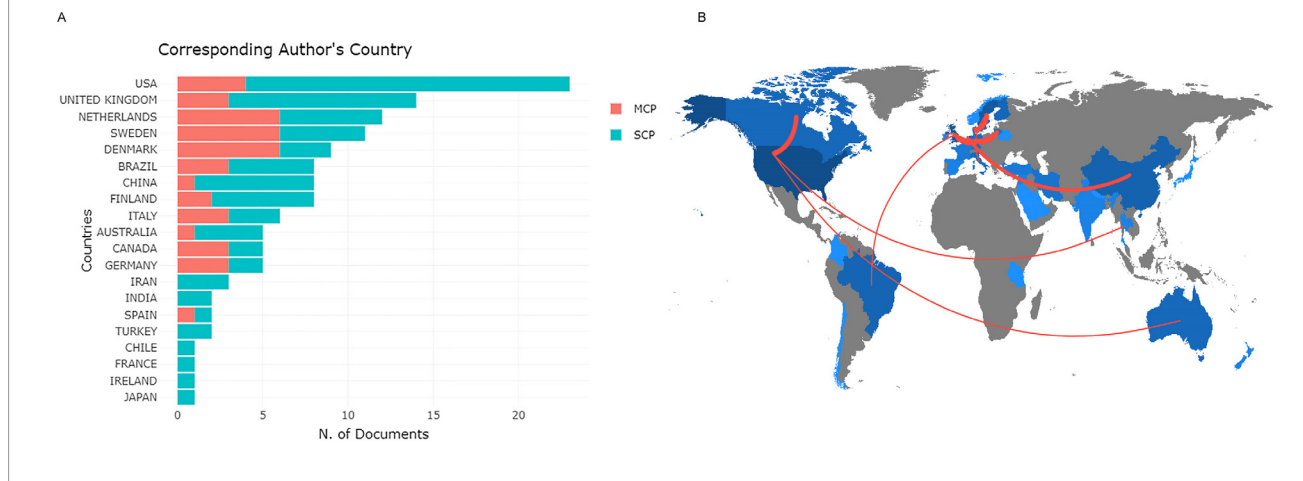 A
B
Corresponding Author's Country
USA
UNITED KINGDOM
NETHERLANDS
SWEDEN
DENMARK
BRAZIL
CHINA
FINLAND
ITALY
AUSTRALIA
CANADA
GERMANY
IRAN
INDIA
SPAIN
TURKEY
CHILE
FRANCE
IRELAND
JAPAN
Countries
0 5 10 15 20
N. of Documents
MCP
SCP